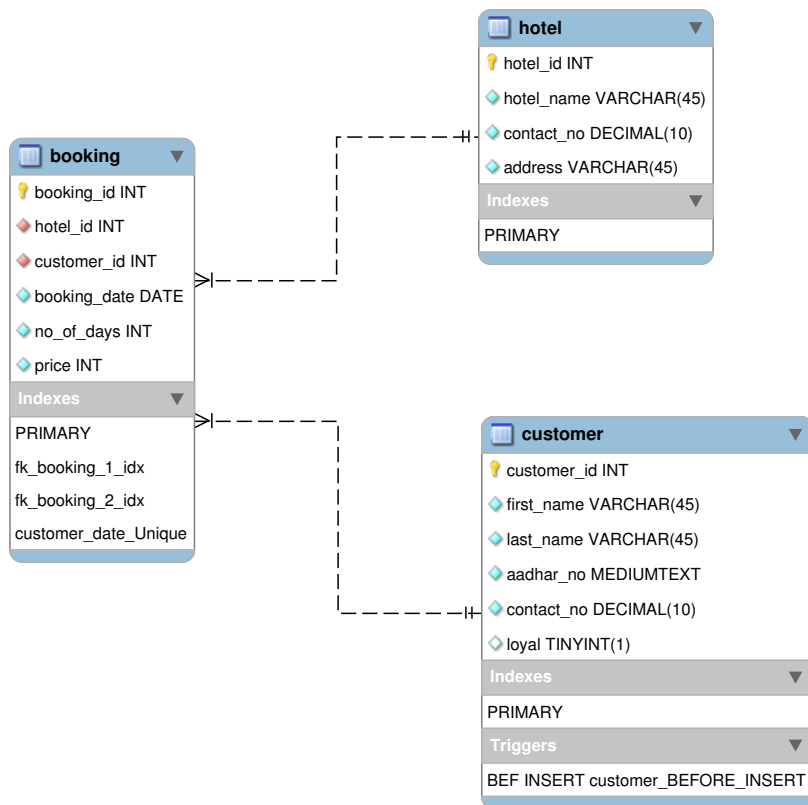 hotel
hotel_id INT
hotel_name VARCHAR(45)
contact_no DECIMAL(10)
address VARCHAR(45)
Indexes
PRIMARY
booking
booking_id INT
hotel_id INT
customer_id INT
booking_date DATE
no_of_days INT
price INT
Indexes
PRIMARY
fk_booking_1_idx
fk_booking_2_idx
customer_date_Unique
customer
customer_id INT
first_name VARCHAR(45)
last_name VARCHAR(45)
aadhar_no MEDIUMTEXT
contact_no DECIMAL(10)
loyal TINYINT(1)
Indexes
PRIMARY
Triggers
BEF INSERT customer_BEFORE_INSERT